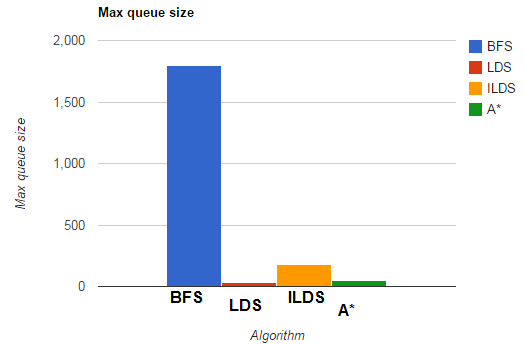 Max queue size
2,000
1,500
1,000
500
0
Max queue size
BFS
LDS
ILDS
A*
Algorithm
BFS
LDS
ILDS
A*